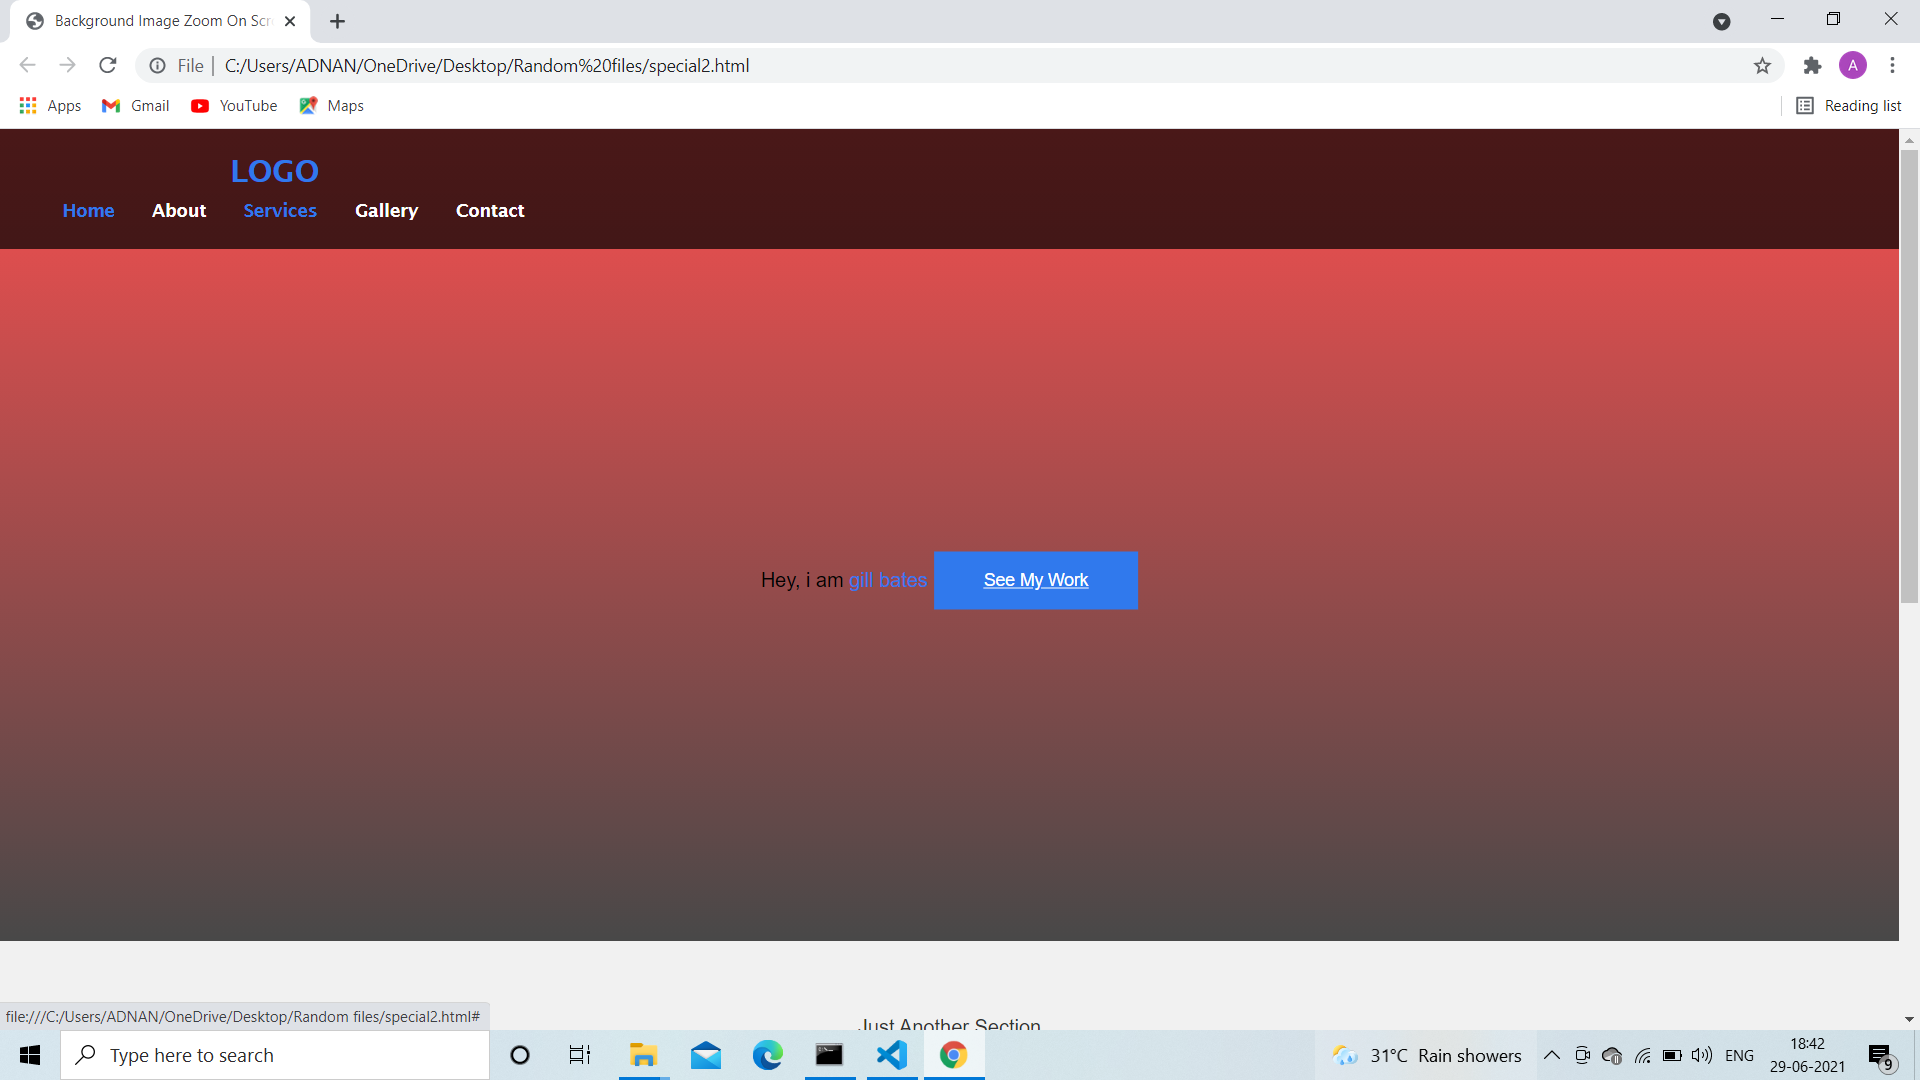 Background Image Zoom On Scr
File | C:/Users/ADNAN/OneDrive/Desktop/Random%20files/special2.html
A
Apps Gmail YouTube Maps Reading list
LOGO
Home About Services Gallery Contact
Hey, i am gill bates See My Work
Just Another Section
file:///C:/Users/ADNAN/OneDrive/Desktop/Random files/special2.html#
Type here to search
31°C Rain showers
ENG
18:42
29-06-2021
9